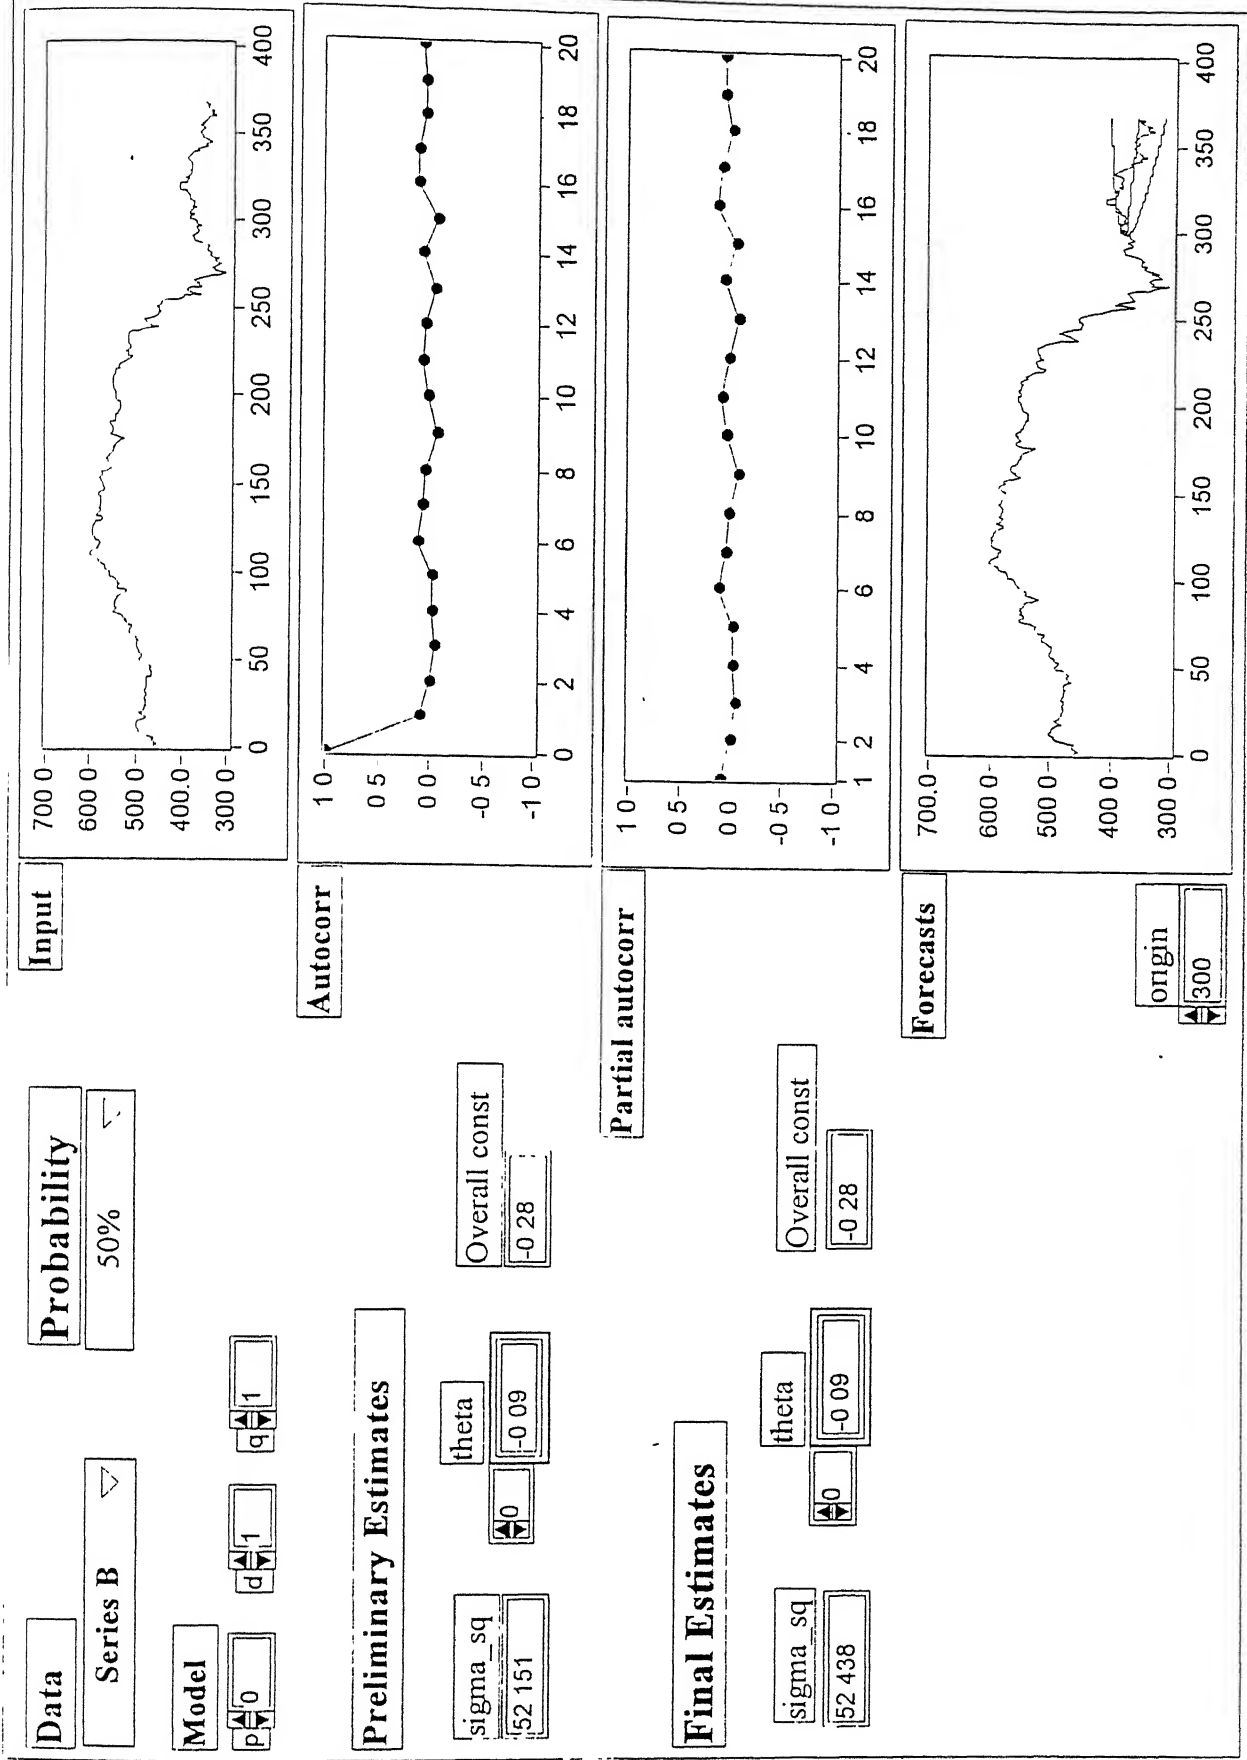 Data
Series B
Probability
50%
Model
p 0
d 1
q 1
Preliminary Estimates
sigma_sq
52 151
theta
0
-0 09
Overall const
-0 28
Final Estimates
sigma_sq
52 438
theta
0
-0 09
Overall const
-0 28
Input
700 0
600 0
500 0
400.0
300 0
0 50 100 150 200 250 300 350 400
Autocorr
1 0
0 5
0 0
-0 5
-1 0
0 2 4 6 8 10 12 14 16 18 20
Partial autocorr
1 0
0 5
0 0
-0 5
-1 0
1 2 4 6 8 10 12 14 16 18 20
Forecasts
origin
300
700.0
600 0
500 0
400 0
300 0
0 50 100 150 200 250 300 350 400